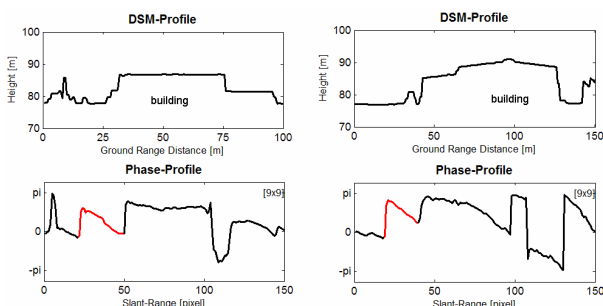 DSM-Profile
100
90
80
70
Height [m]
building
0
25
50
75
100
Ground Range Distance [m]
DSM-Profile
100
90
80
70
Height [m]
building
0
50
100
150
Ground Range Distance [m]
Phase-Profile
[9x9]
pi
0
-pi
0
50
100
150
Slant-Range [pixel]
Phase-Profile
[9x9]
pi
0
-pi
0
50
100
150
Slant-Range [pixel]